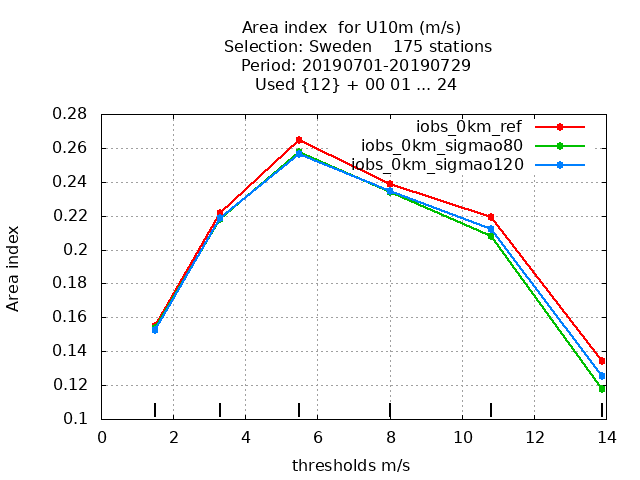 Area index  for U10m (m/s)
Selection: Sweden    175 stations
Period: 20190701-20190729
Used {12} + 00 01 ... 24
iobs_0km_ref
iobs_0km_sigmao80
iobs_0km_sigmao120
Area index
0.28
0.26
0.24
0.22
0.2
0.18
0.16
0.14
0.12
0.1
0 2 4 6 8 10 12 14
thresholds m/s